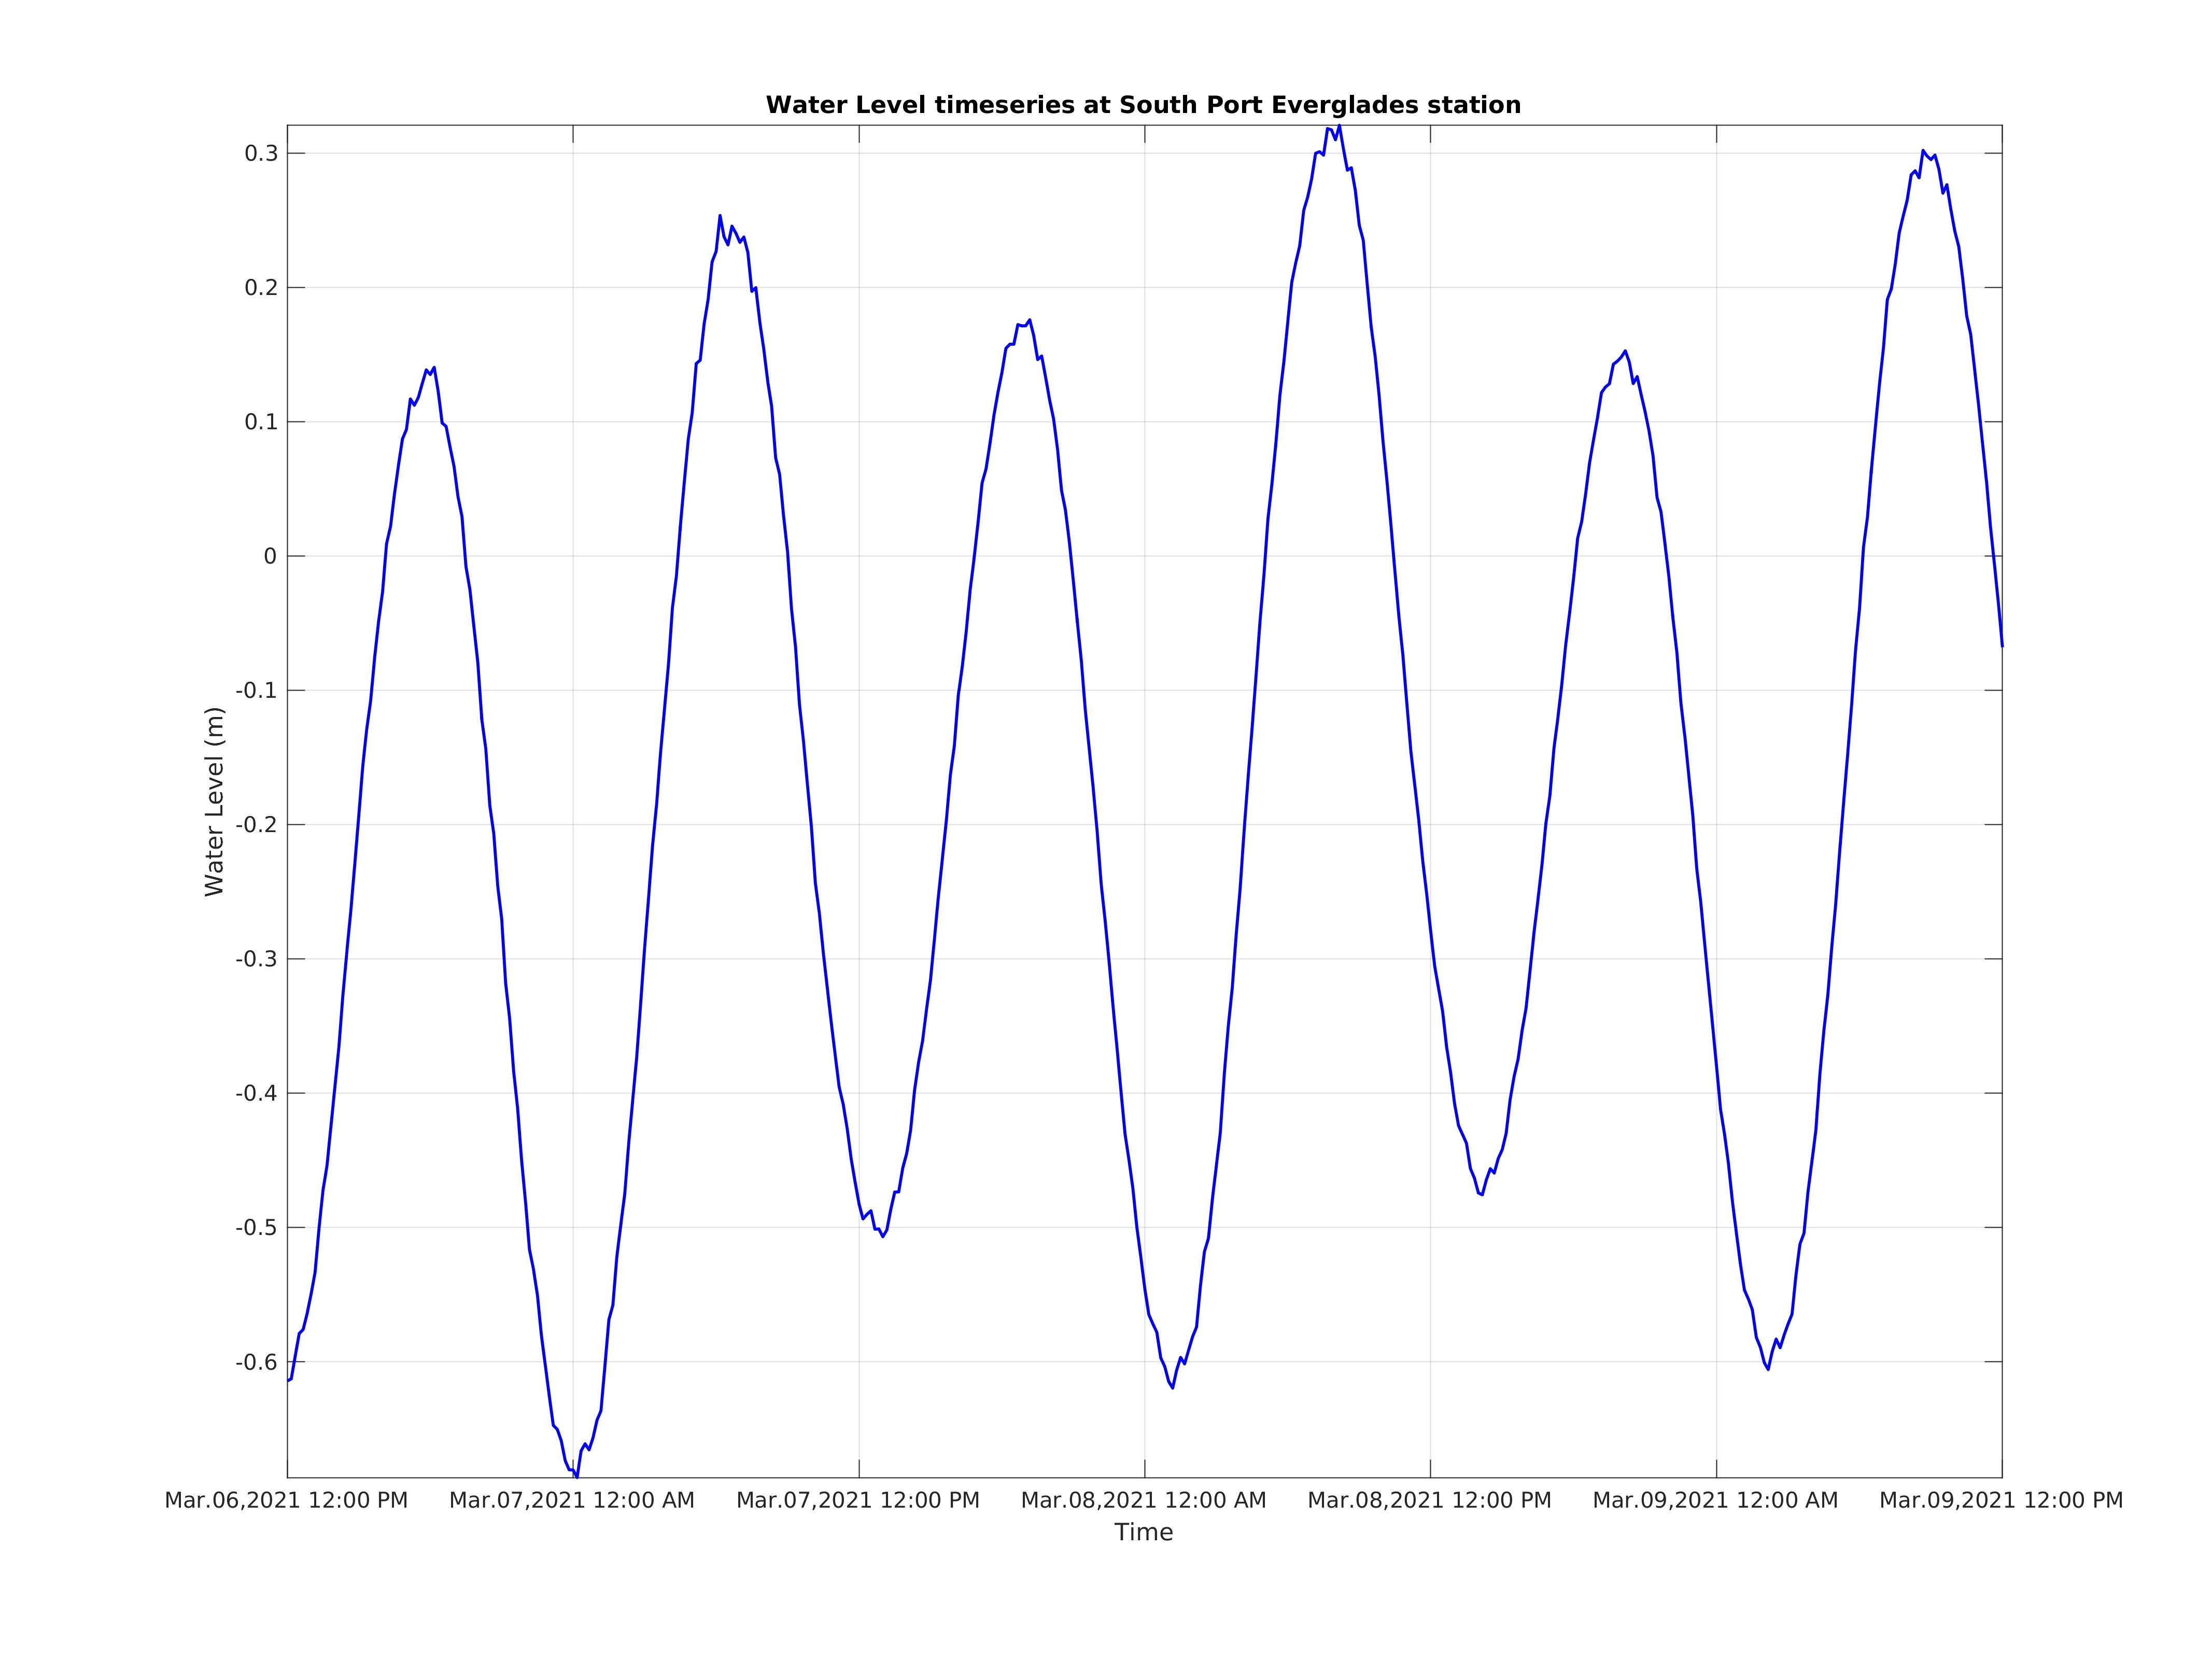 Water Level timeseries at South Port Everglades station
0.3
0.2
0.1
0
-0.1
-0.2
-0.3
-0.4
-0.5
-0.6
Water Level (m)
Mar.06,2021 12:00 PM Mar.07,2021 12:00 AM Mar.07,2021 12:00 PM Mar.08,2021 12:00 AM Mar.08,2021 12:00 PM Mar.09,2021 12:00 AM Mar.09,2021 12:00 PM
Time